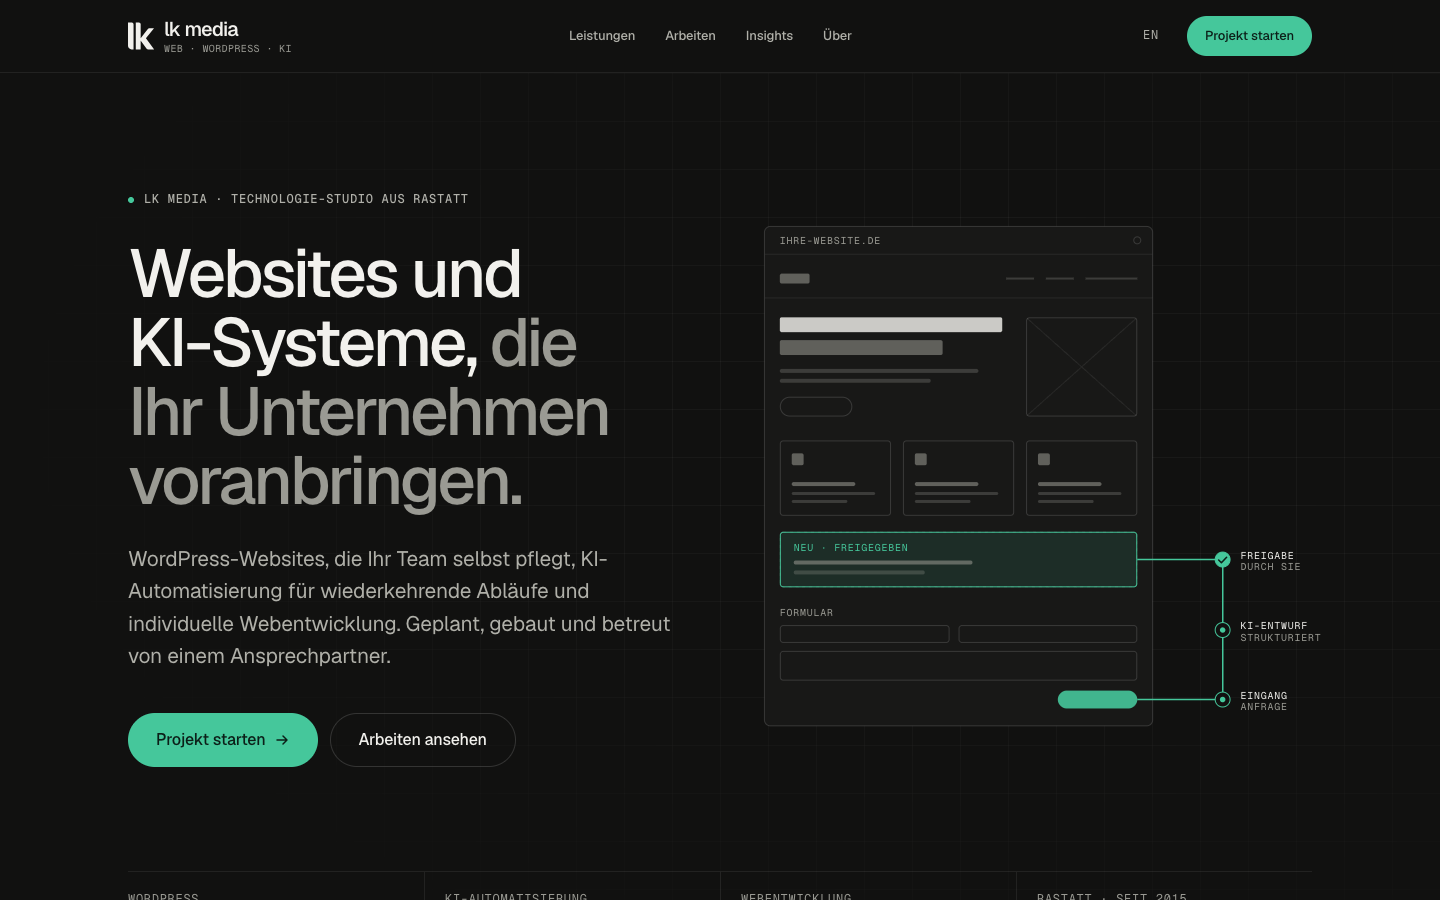 lk
lk media
WEB · WORDPRESS · KI
Leistungen
Arbeiten
Insights
Über
EN
Projekt starten
LK MEDIA · TECHNOLOGIE-STUDIO AUS RASTATT
Websites und
KI-Systeme, die
Ihr Unternehmen
voranbringen.
WordPress-Websites, die Ihr Team selbst pflegt, KI-
Automatisierung für wiederkehrende Abläufe und
individuelle Webentwicklung. Geplant, gebaut und betreut
von einem Ansprechpartner.
Projekt starten →
Arbeiten ansehen
IHRE-WEBSITE.DE
NEU · FREIGEGEBEN
FORMULAR
FREIGABE
DURCH SIE
KI-ENTWURF
STRUKTURIERT
EINGANG
ANFRAGE
WORDPRESS
KI-AUTOMATISIERUNG
WEBENTWICKLUNG
RASTATT · SEIT 2015